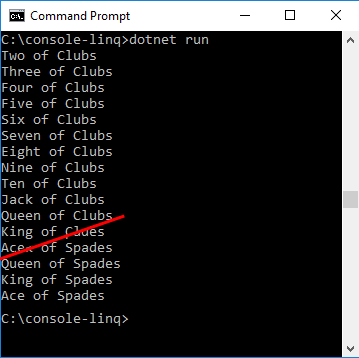 Command Prompt
C:\console-linq>dotnet run
Two of Clubs
Three of Clubs
Four of Clubs
Five of Clubs
Six of Clubs
Seven of Clubs
Eight of Clubs
Nine of Clubs
Ten of Clubs
Jack of Clubs
Queen of Clubs
King of
of Spades
Queen of Spades
King of Spades
Ace of Spades
C:\console-linq>